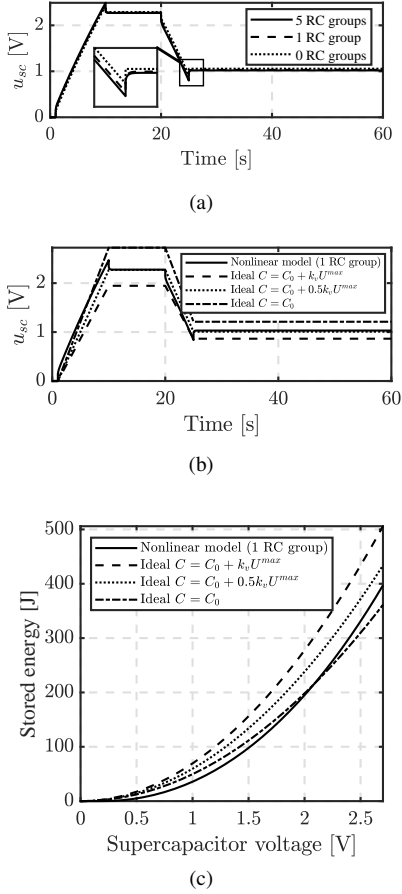 2
1
0
u_{sc} [V]
5 RC groups
1 RC group
0 RC groups
0 20 40 60
Time [s]
(a)
2
1
0
u_{sc} [V]
Nonlinear model (1 RC group)
Ideal C = C_0 + k_v U^{max}
Ideal C = C_0 + 0.5k_v U^{max}
Ideal C = C_0
0 20 40 60
Time [s]
(b)
500
400
300
200
100
0
Stored energy [J]
Nonlinear model (1 RC group)
Ideal C = C_0 + k_v U^{max}
Ideal C = C_0 + 0.5k_v U^{max}
Ideal C = C_0
0 0.5 1 1.5 2 2.5
Supercapacitor voltage [V]
(c)